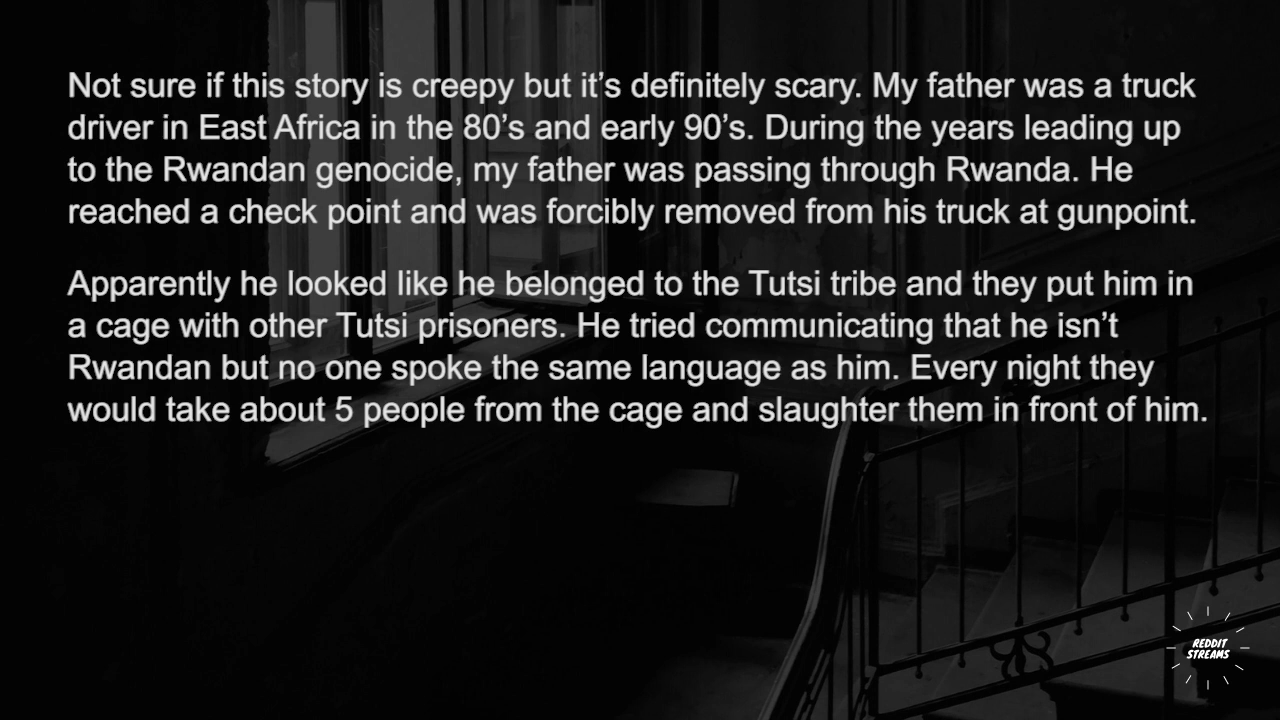 Not sure if this story is creepy but it’s definitely scary. My father was a truck
driver in East Africa in the 80’s and early 90’s. During the years leading up
to the Rwandan genocide, my father was passing through Rwanda. He
reached a check point and was forcibly removed from his truck at gunpoint.
Apparently he looked like he belonged to the Tutsi tribe and they put him in
a cage with other Tutsi prisoners. He tried communicating that he isn’t
Rwandan but no one spoke the same language as him. Every night they
would take about 5 people from the cage and slaughter them in front of him.
REDDIT
STREAMS